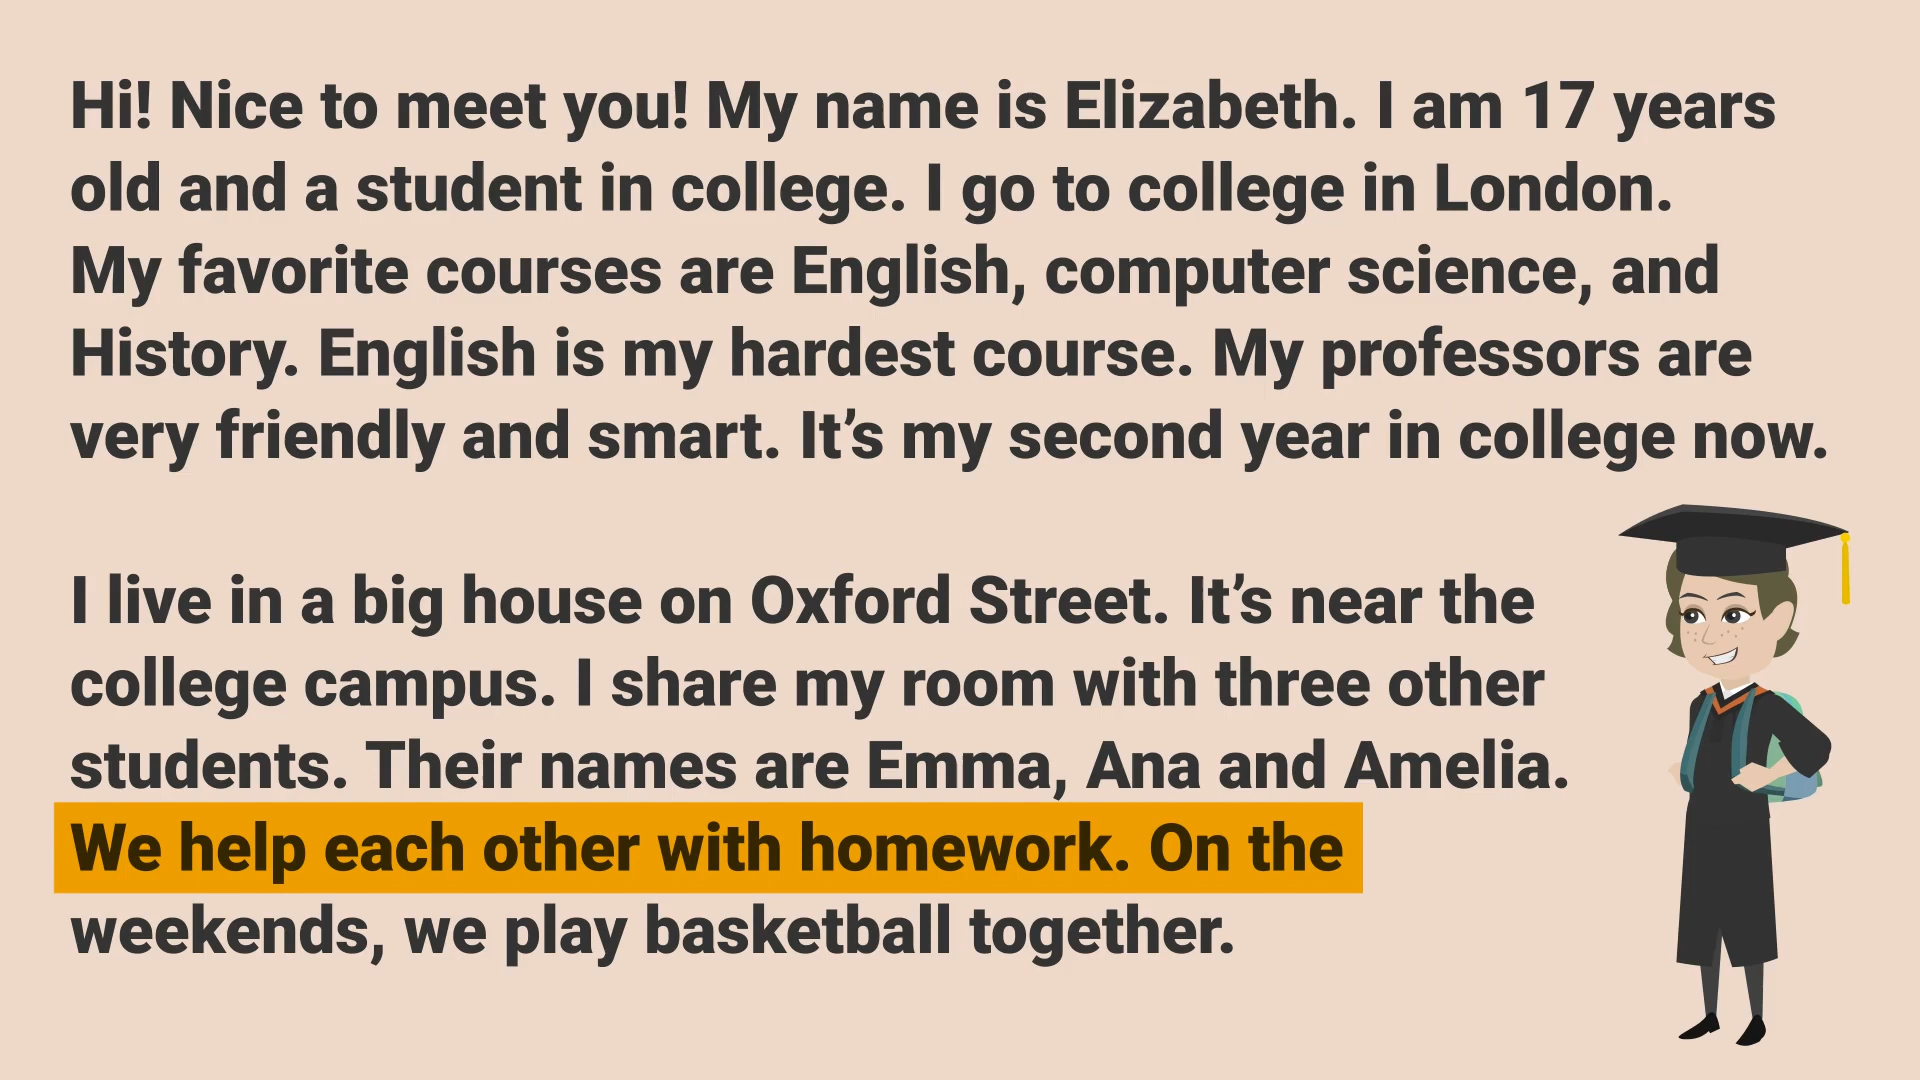 Hi! Nice to meet you! My name is Elizabeth. I am 17 years
old and a student in college. I go to college in London.
My favorite courses are English, computer science, and
History. English is my hardest course. My professors are
very friendly and smart. It’s my second year in college now.
I live in a big house on Oxford Street. It’s near the
college campus. I share my room with three other
students. Their names are Emma, Ana and Amelia.
We help each other with homework. On the
weekends, we play basketball together.